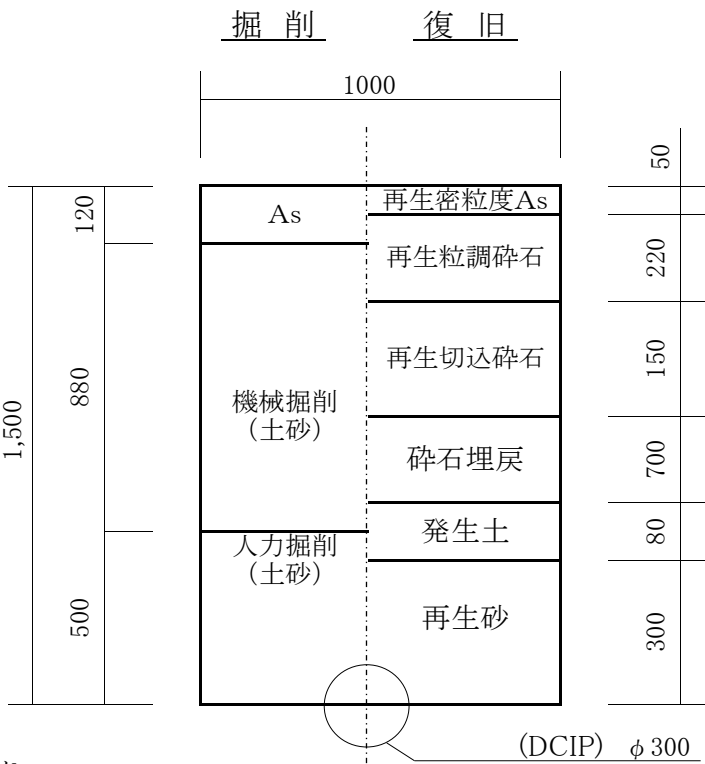 掘 削 復 旧
1000
50
120
As
再生密粒度As
再生粒調砕石
220
880
1,500
機械掘削
(土砂)
再生切込砕石
150
砕石埋戻
700
人力掘削
(土砂)
発生土
80
500
再生砂
300
(DCIP) φ300